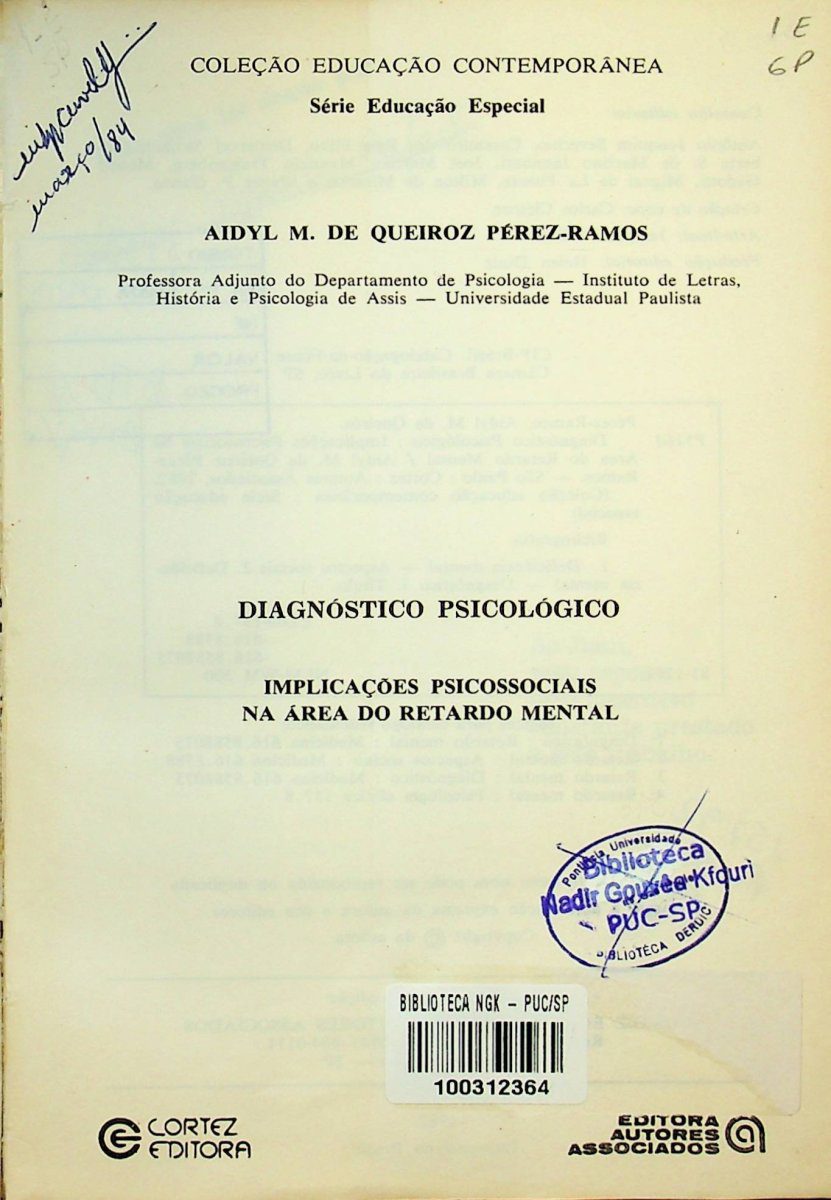 1 E
6P
março/84
COLEÇÃO EDUCAÇÃO CONTEMPORÂNEA
Série Educação Especial
AIDYL M. DE QUEIROZ PÉREZ-RAMOS
Professora Adjunto do Departamento de Psicologia — Instituto de Letras,
História e Psicologia de Assis — Universidade Estadual Paulista
DIAGNÓSTICO PSICOLÓGICO
IMPLICAÇÕES PSICOSSOCIAIS
NA ÁREA DO RETARDO MENTAL
Pontifícia Universidade
Biblioteca
Nadir Gouvêa Kfouri
PUC-SP
BIBLIOTÉCA DERDIC
BIBLIOTECA NGK – PUC/SP
100312364
CORTEZ
EDITORA
EDITORA
AUTORES
ASSOCIADOS